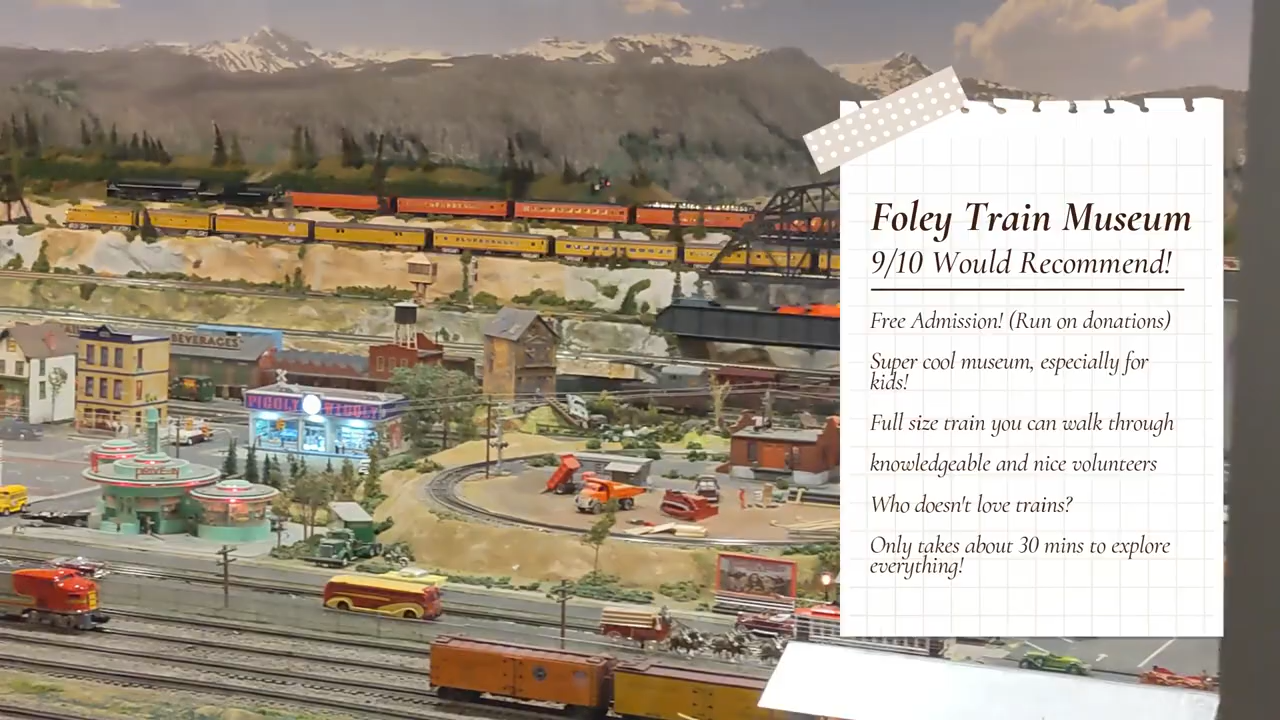 Foley Train Museum
9/10 Would Recommend!
Free Admission! (Run on donations)
Super cool museum, especially for
kids!
Full size train you can walk through
knowledgeable and nice volunteers
Who doesn't love trains?
Only takes about 30 mins to explore
everything!
BEVERAGES
PIGGLY WIGGLY
DRIVE-IN